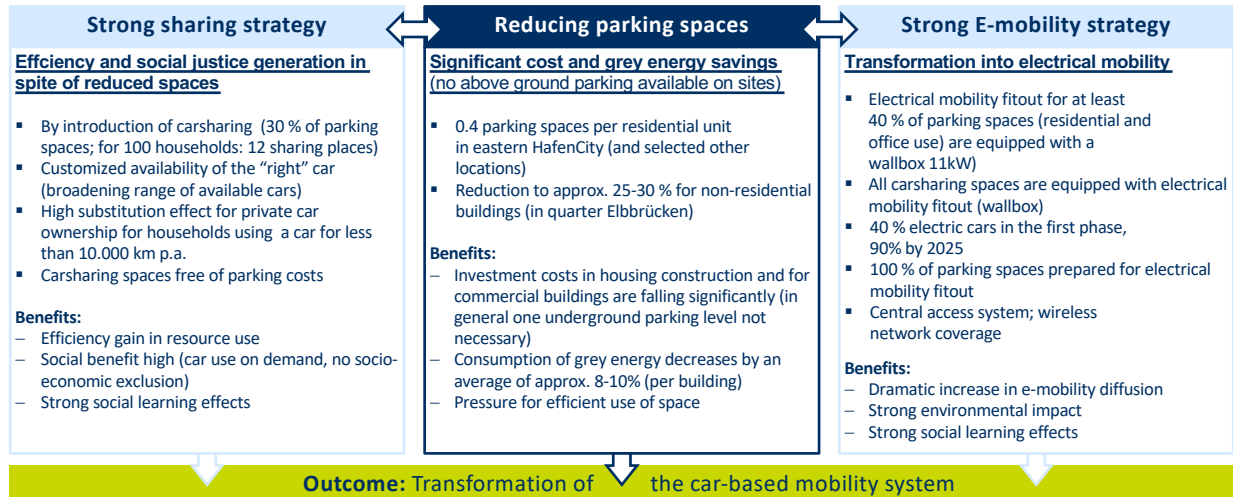 Strong sharing strategy
Effciency and social justice generation in
spite of reduced spaces
▪ By introduction of carsharing (30 % of parking
spaces; for 100 households: 12 sharing places)
▪ Customized availability of the “right” car
(broadening range of available cars)
▪ High substitution effect for private car
ownership for households using a car for less
than 10.000 km p.a.
▪ Carsharing spaces free of parking costs
Benefits:
– Efficiency gain in resource use
– Social benefit high (car use on demand, no socio-
economic exclusion)
– Strong social learning effects
Reducing parking spaces
Significant cost and grey energy savings
(no above ground parking available on sites)
▪ 0.4 parking spaces per residential unit
in eastern HafenCity (and selected other
locations)
▪ Reduction to approx. 25-30 % for non-residential
buildings (in quarter Elbbrücken)
Benefits:
– Investment costs in housing construction and for
commercial buildings are falling significantly (in
general one underground parking level not
necessary)
– Consumption of grey energy decreases by an
average of approx. 8-10% (per building)
– Pressure for efficient use of space
Strong E-mobility strategy
Transformation into electrical mobility
▪ Electrical mobility fitout for at least
40 % of parking spaces (residential and
office use) are equipped with a
wallbox 11kW)
▪ All carsharing spaces are equipped with electrical
mobility fitout (wallbox)
▪ 40 % electric cars in the first phase,
90% by 2025
▪ 100 % of parking spaces prepared for electrical
mobility fitout
▪ Central access system; wireless
network coverage
Benefits:
– Dramatic increase in e-mobility diffusion
– Strong environmental impact
– Strong social learning effects
Outcome: Transformation of the car-based mobility system